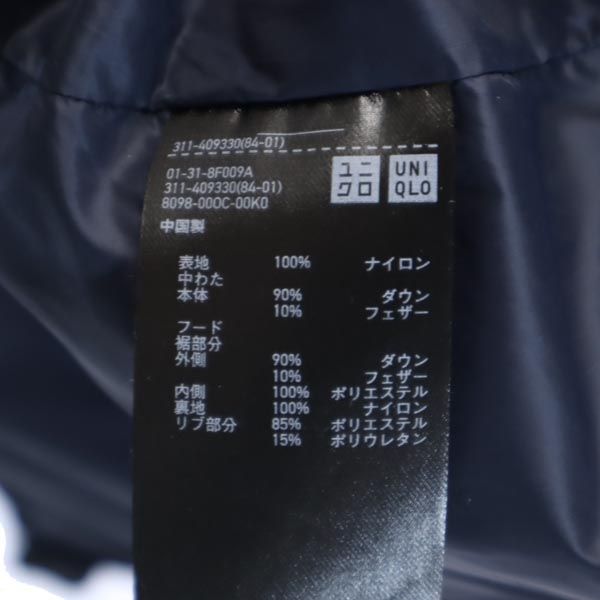 311-409330(84-01)
01-31-8F009A
311-409330(84-01)
8098-000C-00K0
中国製
ユニ
クロ
UNI
QLO
表地 100% ナイロン
中わた
本体 90% ダウン
10% フェザー
フード
裾部分
外側 90% ダウン
10% フェザー
内側 100% ポリエステル
裏地 100% ナイロン
リブ部分 85% ポリエステル
15% ポリウレタン